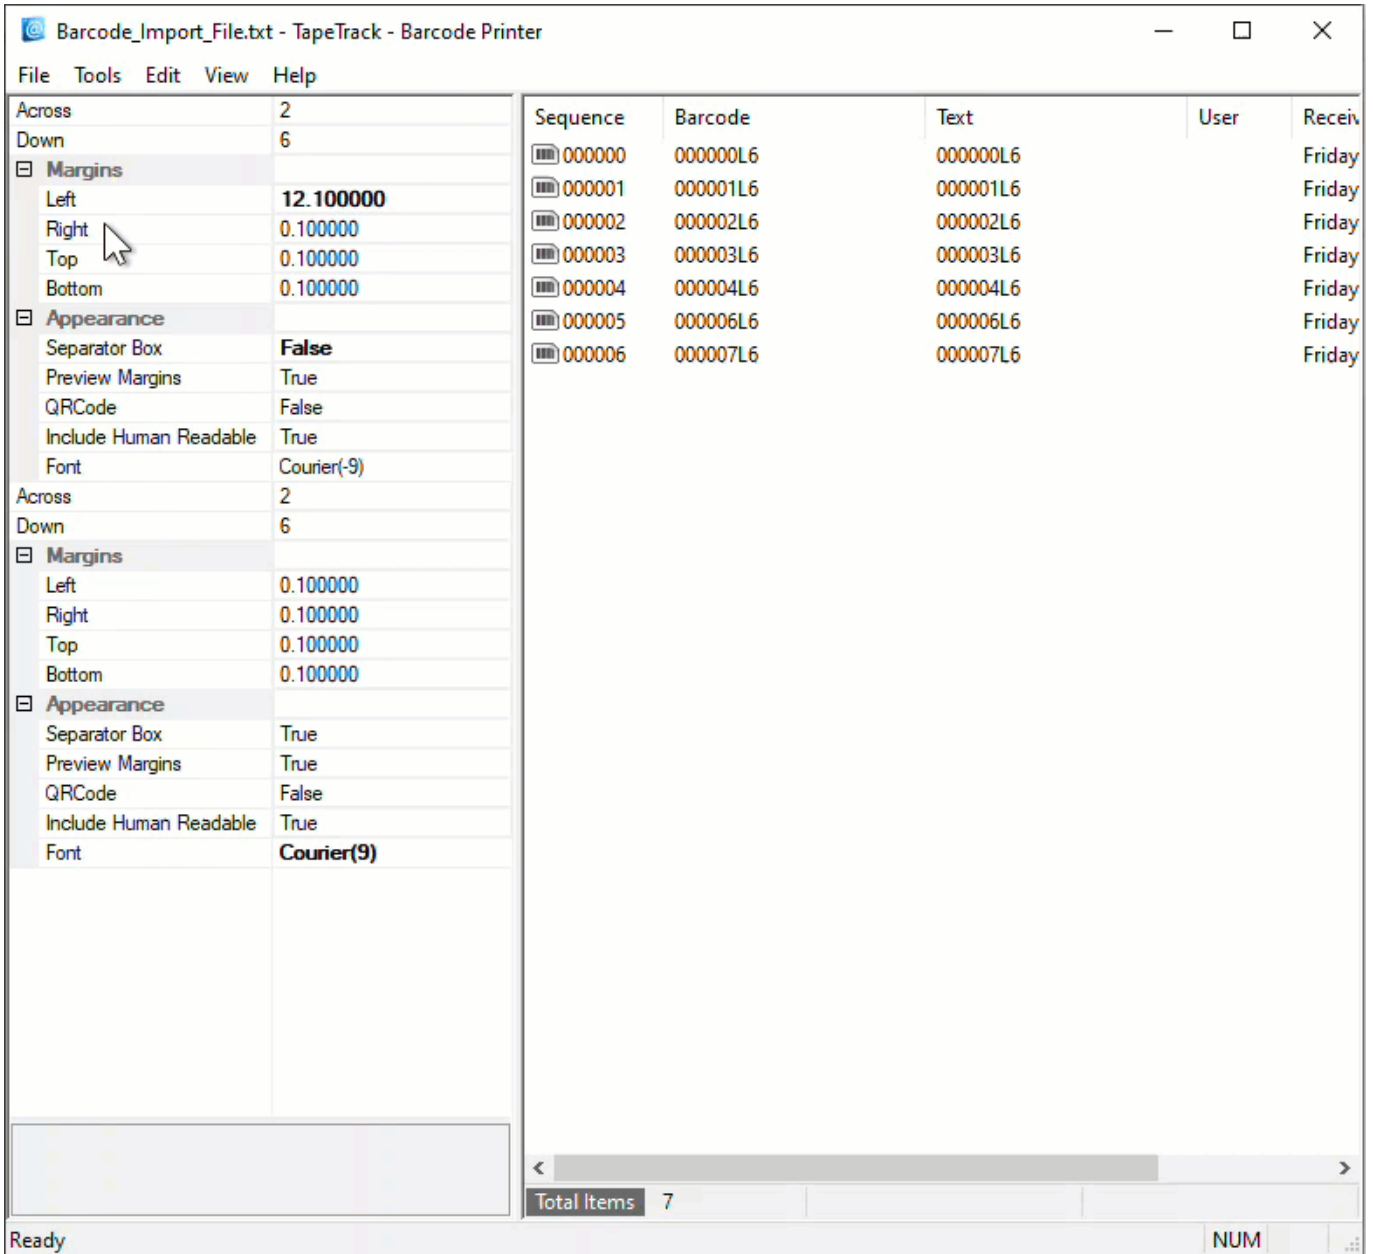 Barcode_Import_File.txt - TapeTrack - Barcode Printer
File Tools Edit View Help
Across 2
Down 6
Margins
Left 12.100000
Right 0.100000
Top 0.100000
Bottom 0.100000
Appearance
Separator Box False
Preview Margins True
QRCode False
Include Human Readable True
Font Courier(-9)
Across 2
Down 6
Margins
Left 0.100000
Right 0.100000
Top 0.100000
Bottom 0.100000
Appearance
Separator Box True
Preview Margins True
QRCode False
Include Human Readable True
Font Courier(9)
Sequence Barcode Text User Receiv
000000 000000L6 000000L6 Friday
000001 000001L6 000001L6 Friday
000002 000002L6 000002L6 Friday
000003 000003L6 000003L6 Friday
000004 000004L6 000004L6 Friday
000005 000006L6 000006L6 Friday
000006 000007L6 000007L6 Friday
Total Items 7
Ready NUM